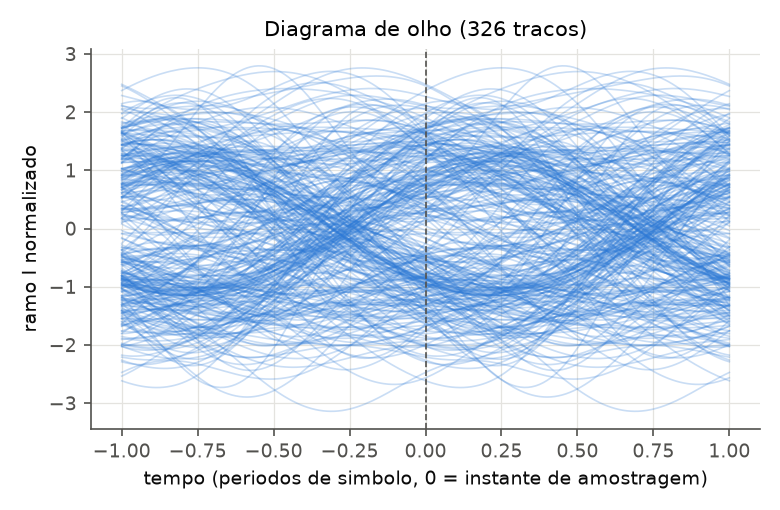 Diagrama de olho (326 tracos)
3
2
1
0
−1
−2
−3
ramo I normalizado
−1.00 −0.75 −0.50 −0.25 0.00 0.25 0.50 0.75 1.00
tempo (periodos de simbolo, 0 = instante de amostragem)